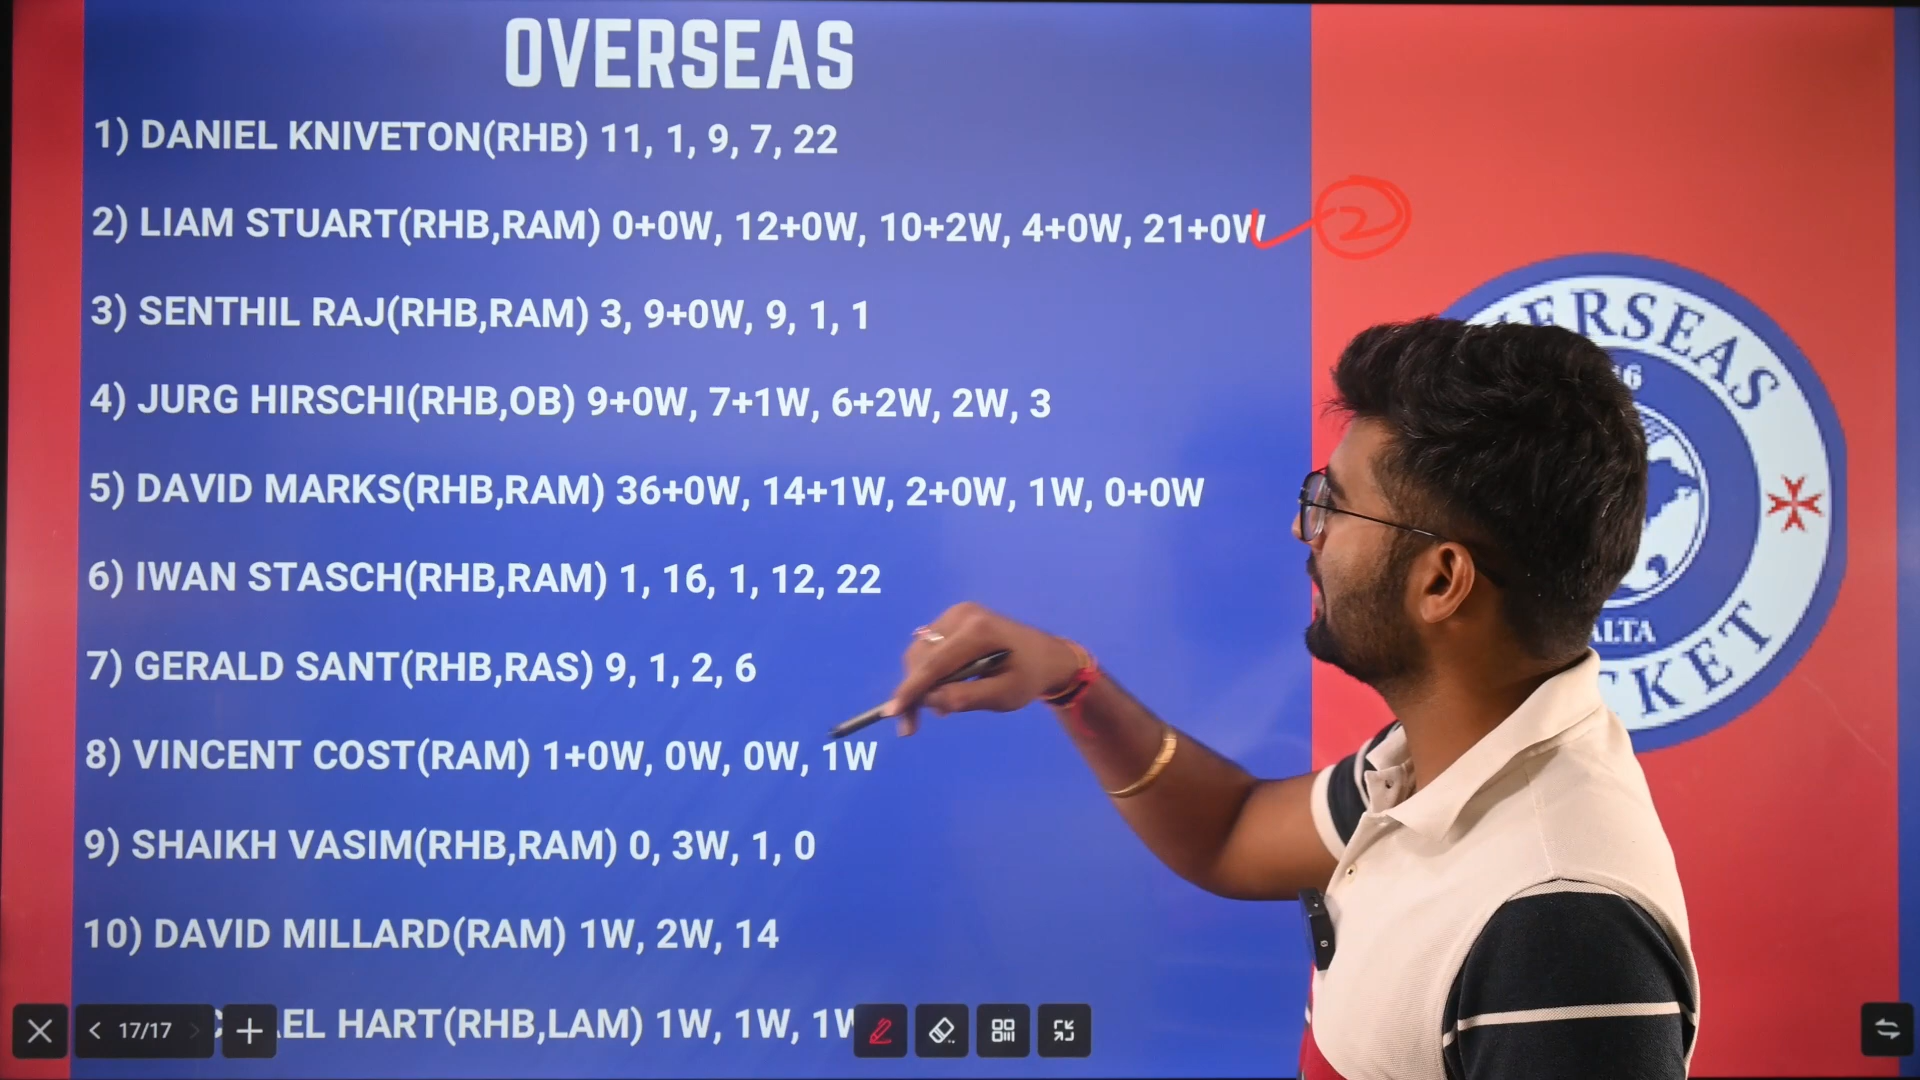 OVERSEAS
1) DANIEL KNIVETON(RHB) 11, 1, 9, 7, 22
2) LIAM STUART(RHB,RAM) 0+0W, 12+0W, 10+2W, 4+0W, 21+0W
2
3) SENTHIL RAJ(RHB,RAM) 3, 9+0W, 9, 1, 1
4) JURG HIRSCHI(RHB,OB) 9+0W, 7+1W, 6+2W, 2W, 3
5) DAVID MARKS(RHB,RAM) 36+0W, 14+1W, 2+0W, 1W, 0+0W
6) IWAN STASCH(RHB,RAM) 1, 16, 1, 12, 22
7) GERALD SANT(RHB,RAS) 9, 1, 2, 6
8) VINCENT COST(RAM) 1+0W, 0W, 0W, 1W
9) SHAIKH VASIM(RHB,RAM) 0, 3W, 1, 0
10) DAVID MILLARD(RAM) 1W, 2W, 14
HART(RHB,LAM) 1W, 1W,
17/17